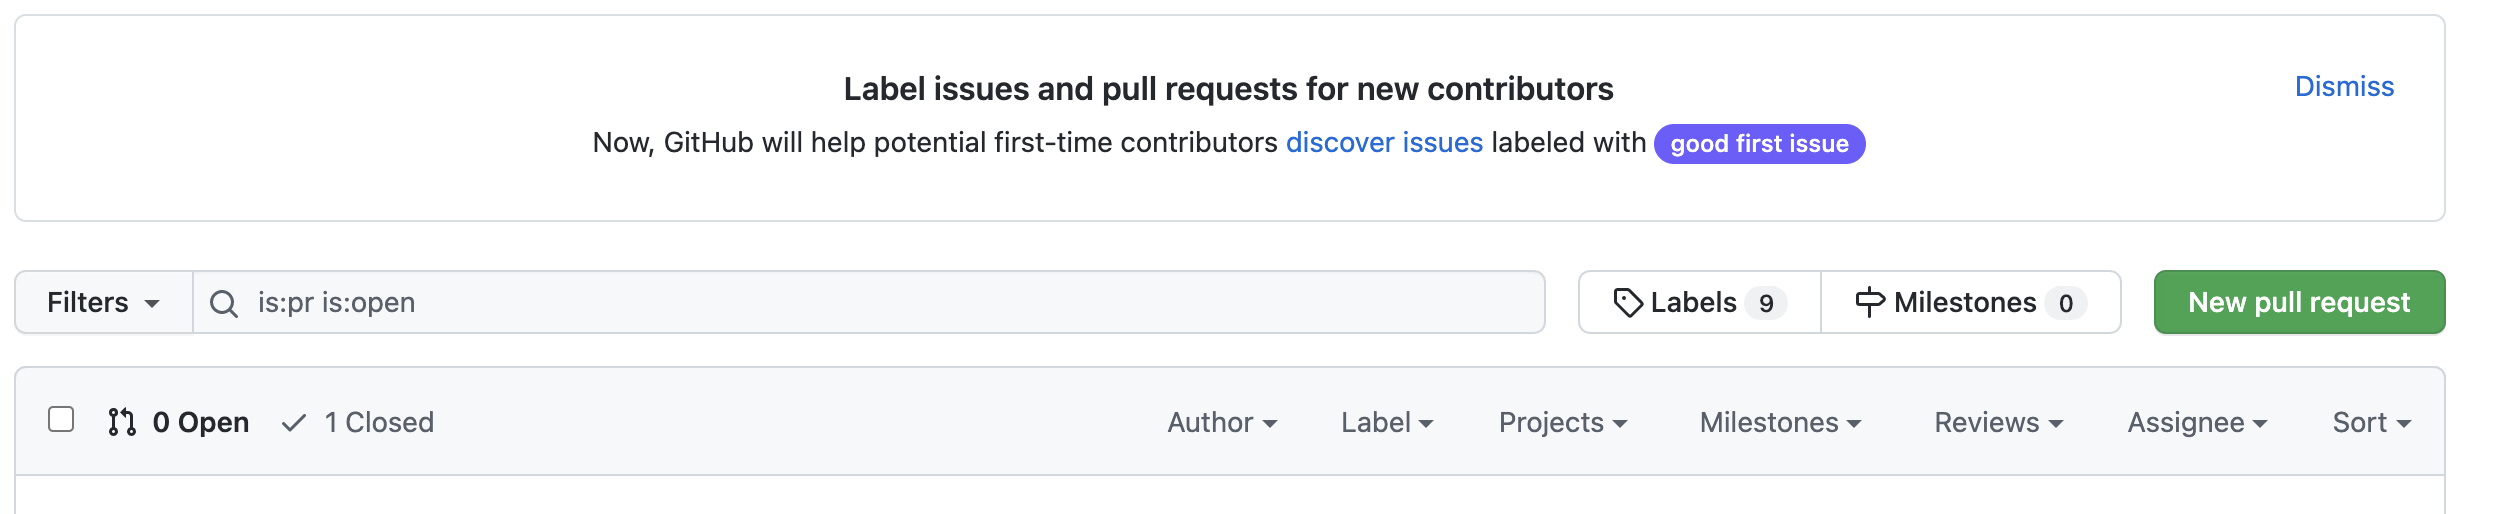 Label issues and pull requests for new contributors
Dismiss
Now, GitHub will help potential first-time contributors discover issues labeled with good first issue
Filters
is:pr is:open
Labels 9
Milestones 0
New pull request
0 Open
1 Closed
Author
Label
Projects
Milestones
Reviews
Assignee
Sort